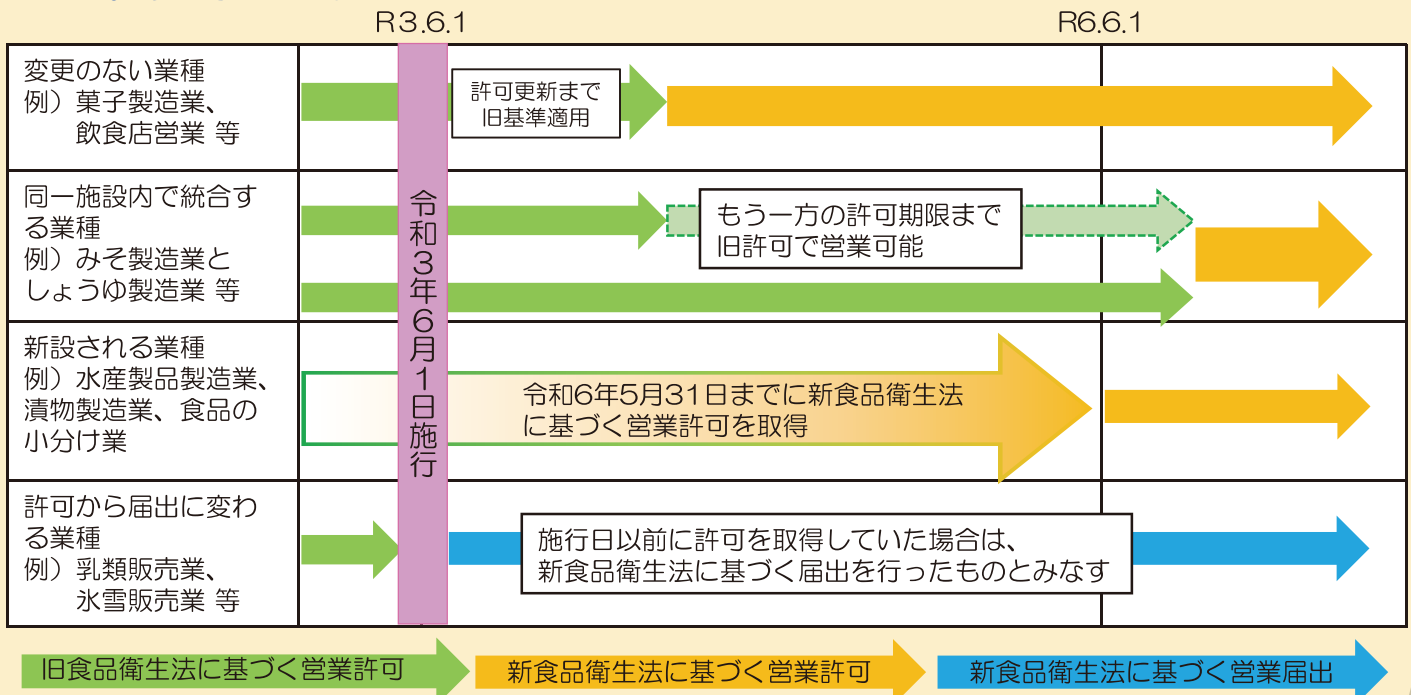 R3.6.1
R6.6.1
変更のない業種
例）菓子製造業、
飲食店営業 等
許可更新まで
旧基準適用
同一施設内で統合す
る業種
例）みそ製造業と
しょうゆ製造業 等
もう一方の許可期限まで
旧許可で営業可能
令和3年6月1日施行
新設される業種
例）水産製品製造業、
漬物製造業、食品の
小分け業
令和6年5月31日までに新食品衛生法
に基づく営業許可を取得
許可から届出に変わ
る業種
例）乳類販売業、
氷雪販売業 等
施行日以前に許可を取得していた場合は、
新食品衛生法に基づく届出を行ったものとみなす
旧食品衛生法に基づく営業許可
新食品衛生法に基づく営業許可
新食品衛生法に基づく営業届出